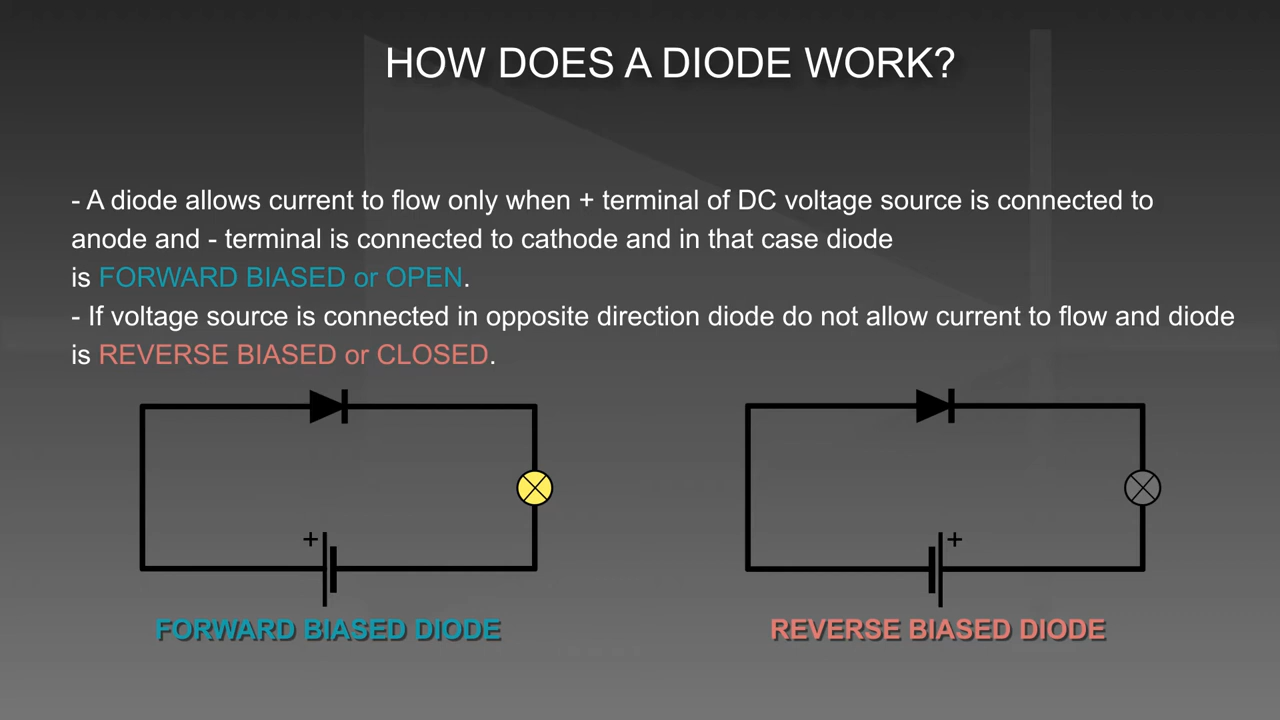 HOW DOES A DIODE WORK?
- A diode allows current to flow only when + terminal of DC voltage source is connected to
anode and - terminal is connected to cathode and in that case diode
is FORWARD BIASED or OPEN.
- If voltage source is connected in opposite direction diode do not allow current to flow and diode
is REVERSE BIASED or CLOSED.
+
+
FORWARD BIASED DIODE
REVERSE BIASED DIODE